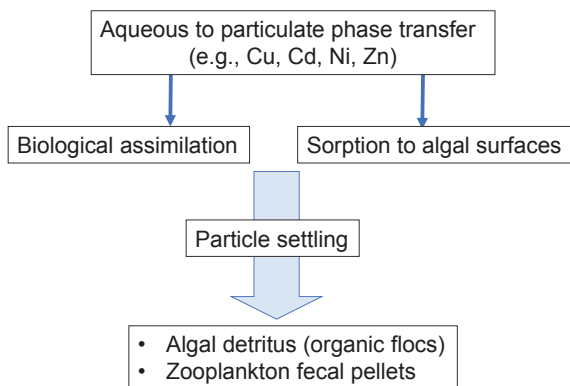 Aqueous to particulate phase transfer
(e.g., Cu, Cd, Ni, Zn)
Biological assimilation
Sorption to algal surfaces
Particle settling
• Algal detritus (organic flocs)
• Zooplankton fecal pellets